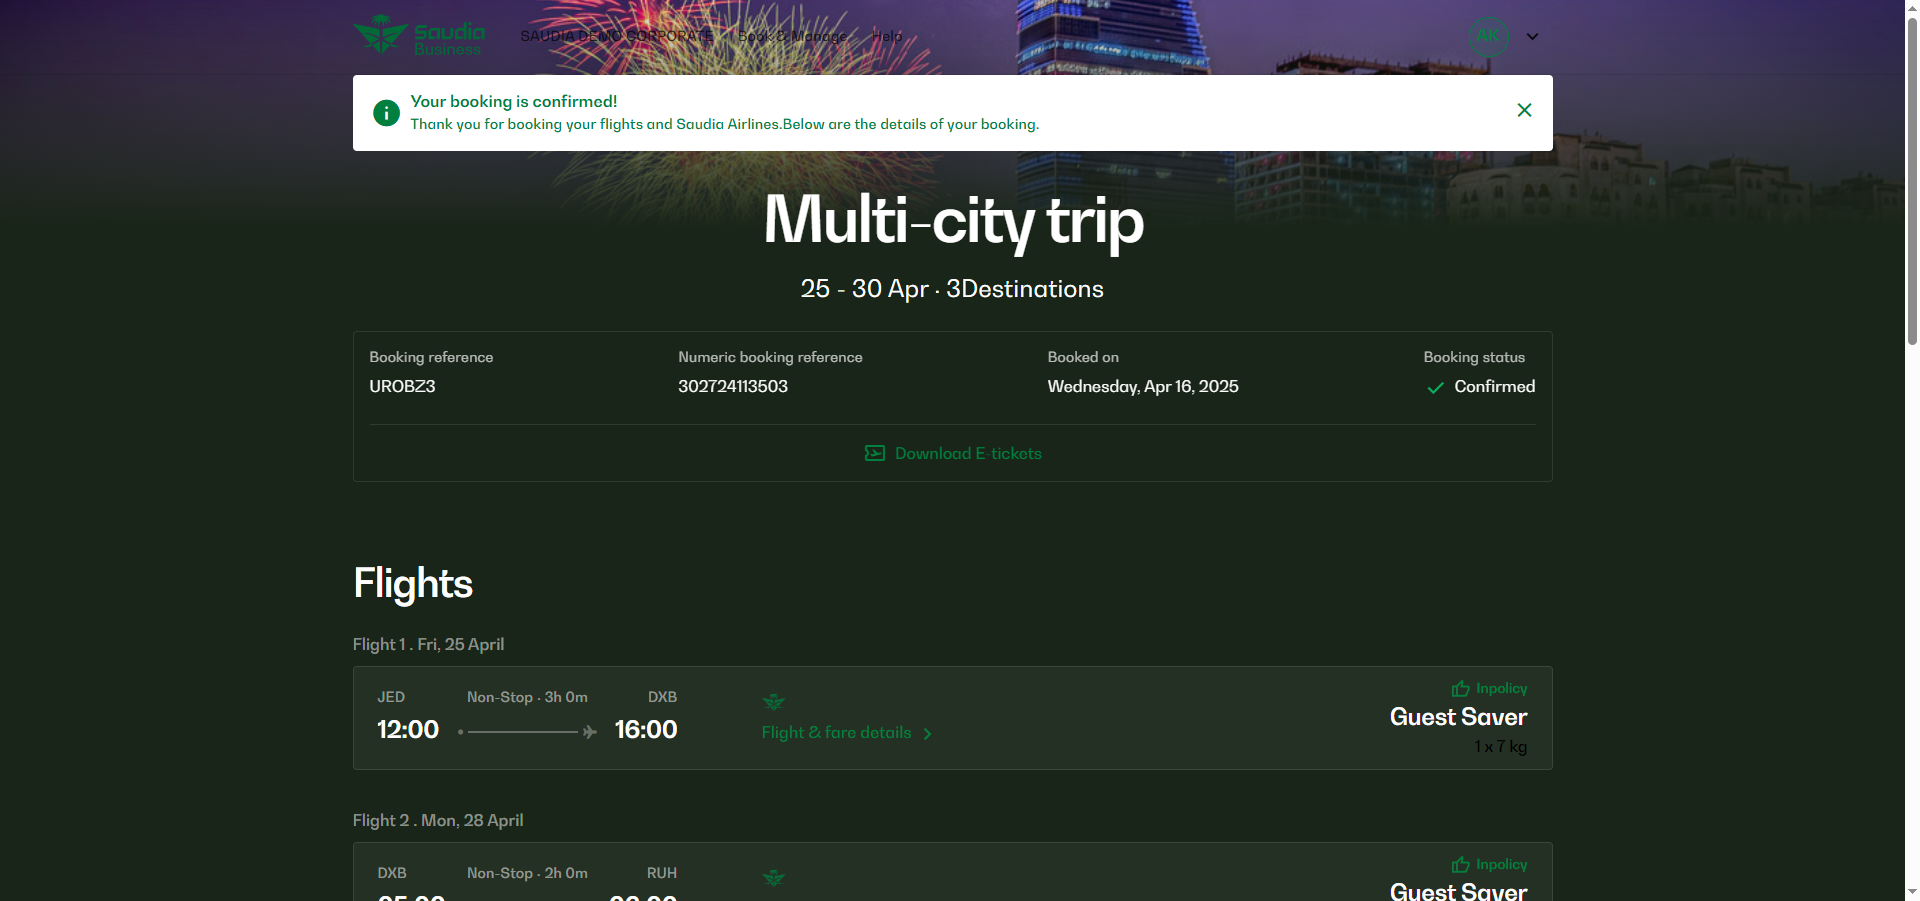 Saudia
Business
SAUDIA DEMO CORPORATE Book & Manage Help
AK
Your booking is confirmed!
Thank you for booking your flights and Saudia Airlines.Below are the details of your booking.
Multi-city trip
25 - 30 Apr · 3Destinations
Booking reference Numeric booking reference Booked on Booking status
UROBZ3 302724113503 Wednesday, Apr 16, 2025 Confirmed
Download E-tickets
Flights
Flight 1 . Fri, 25 April
JED Non-Stop · 3h 0m DXB Inpolicy
12:00 16:00 Flight & fare details Guest Saver
1 x 7 kg
Flight 2 . Mon, 28 April
DXB Non-Stop · 2h 0m RUH Inpolicy
Guest Saver